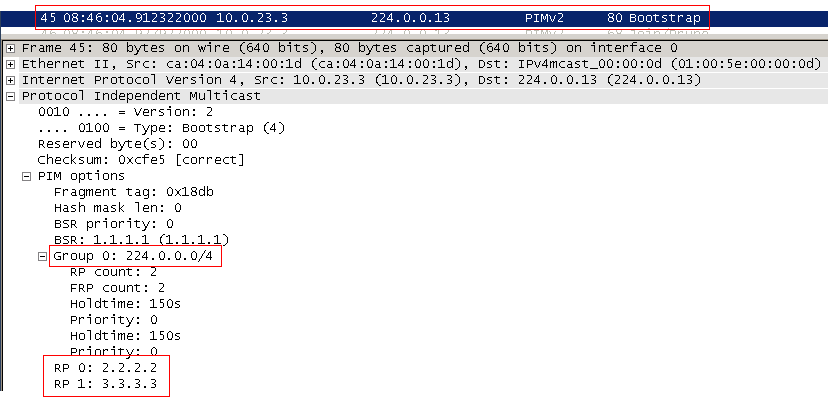 45 08:46:04.912322000 10.0.23.3 224.0.0.13 PIMv2 80 Bootstrap
Frame 45: 80 bytes on wire (640 bits), 80 bytes captured (640 bits) on interface 0
Ethernet II, Src: ca:04:0a:14:00:1d (ca:04:0a:14:00:1d), Dst: IPv4mcast_00:00:0d (01:00:5e:00:00:0d)
Internet Protocol Version 4, Src: 10.0.23.3 (10.0.23.3), Dst: 224.0.0.13 (224.0.0.13)
Protocol Independent Multicast
0010 .... = Version: 2
.... 0100 = Type: Bootstrap (4)
Reserved byte(s): 00
Checksum: 0xcfe5 [correct]
PIM options
Fragment tag: 0x18db
Hash mask len: 0
BSR priority: 0
BSR: 1.1.1.1 (1.1.1.1)
Group 0: 224.0.0.0/4
RP count: 2
FRP count: 2
Holdtime: 150s
Priority: 0
Holdtime: 150s
Priority: 0
RP 0: 2.2.2.2
RP 1: 3.3.3.3